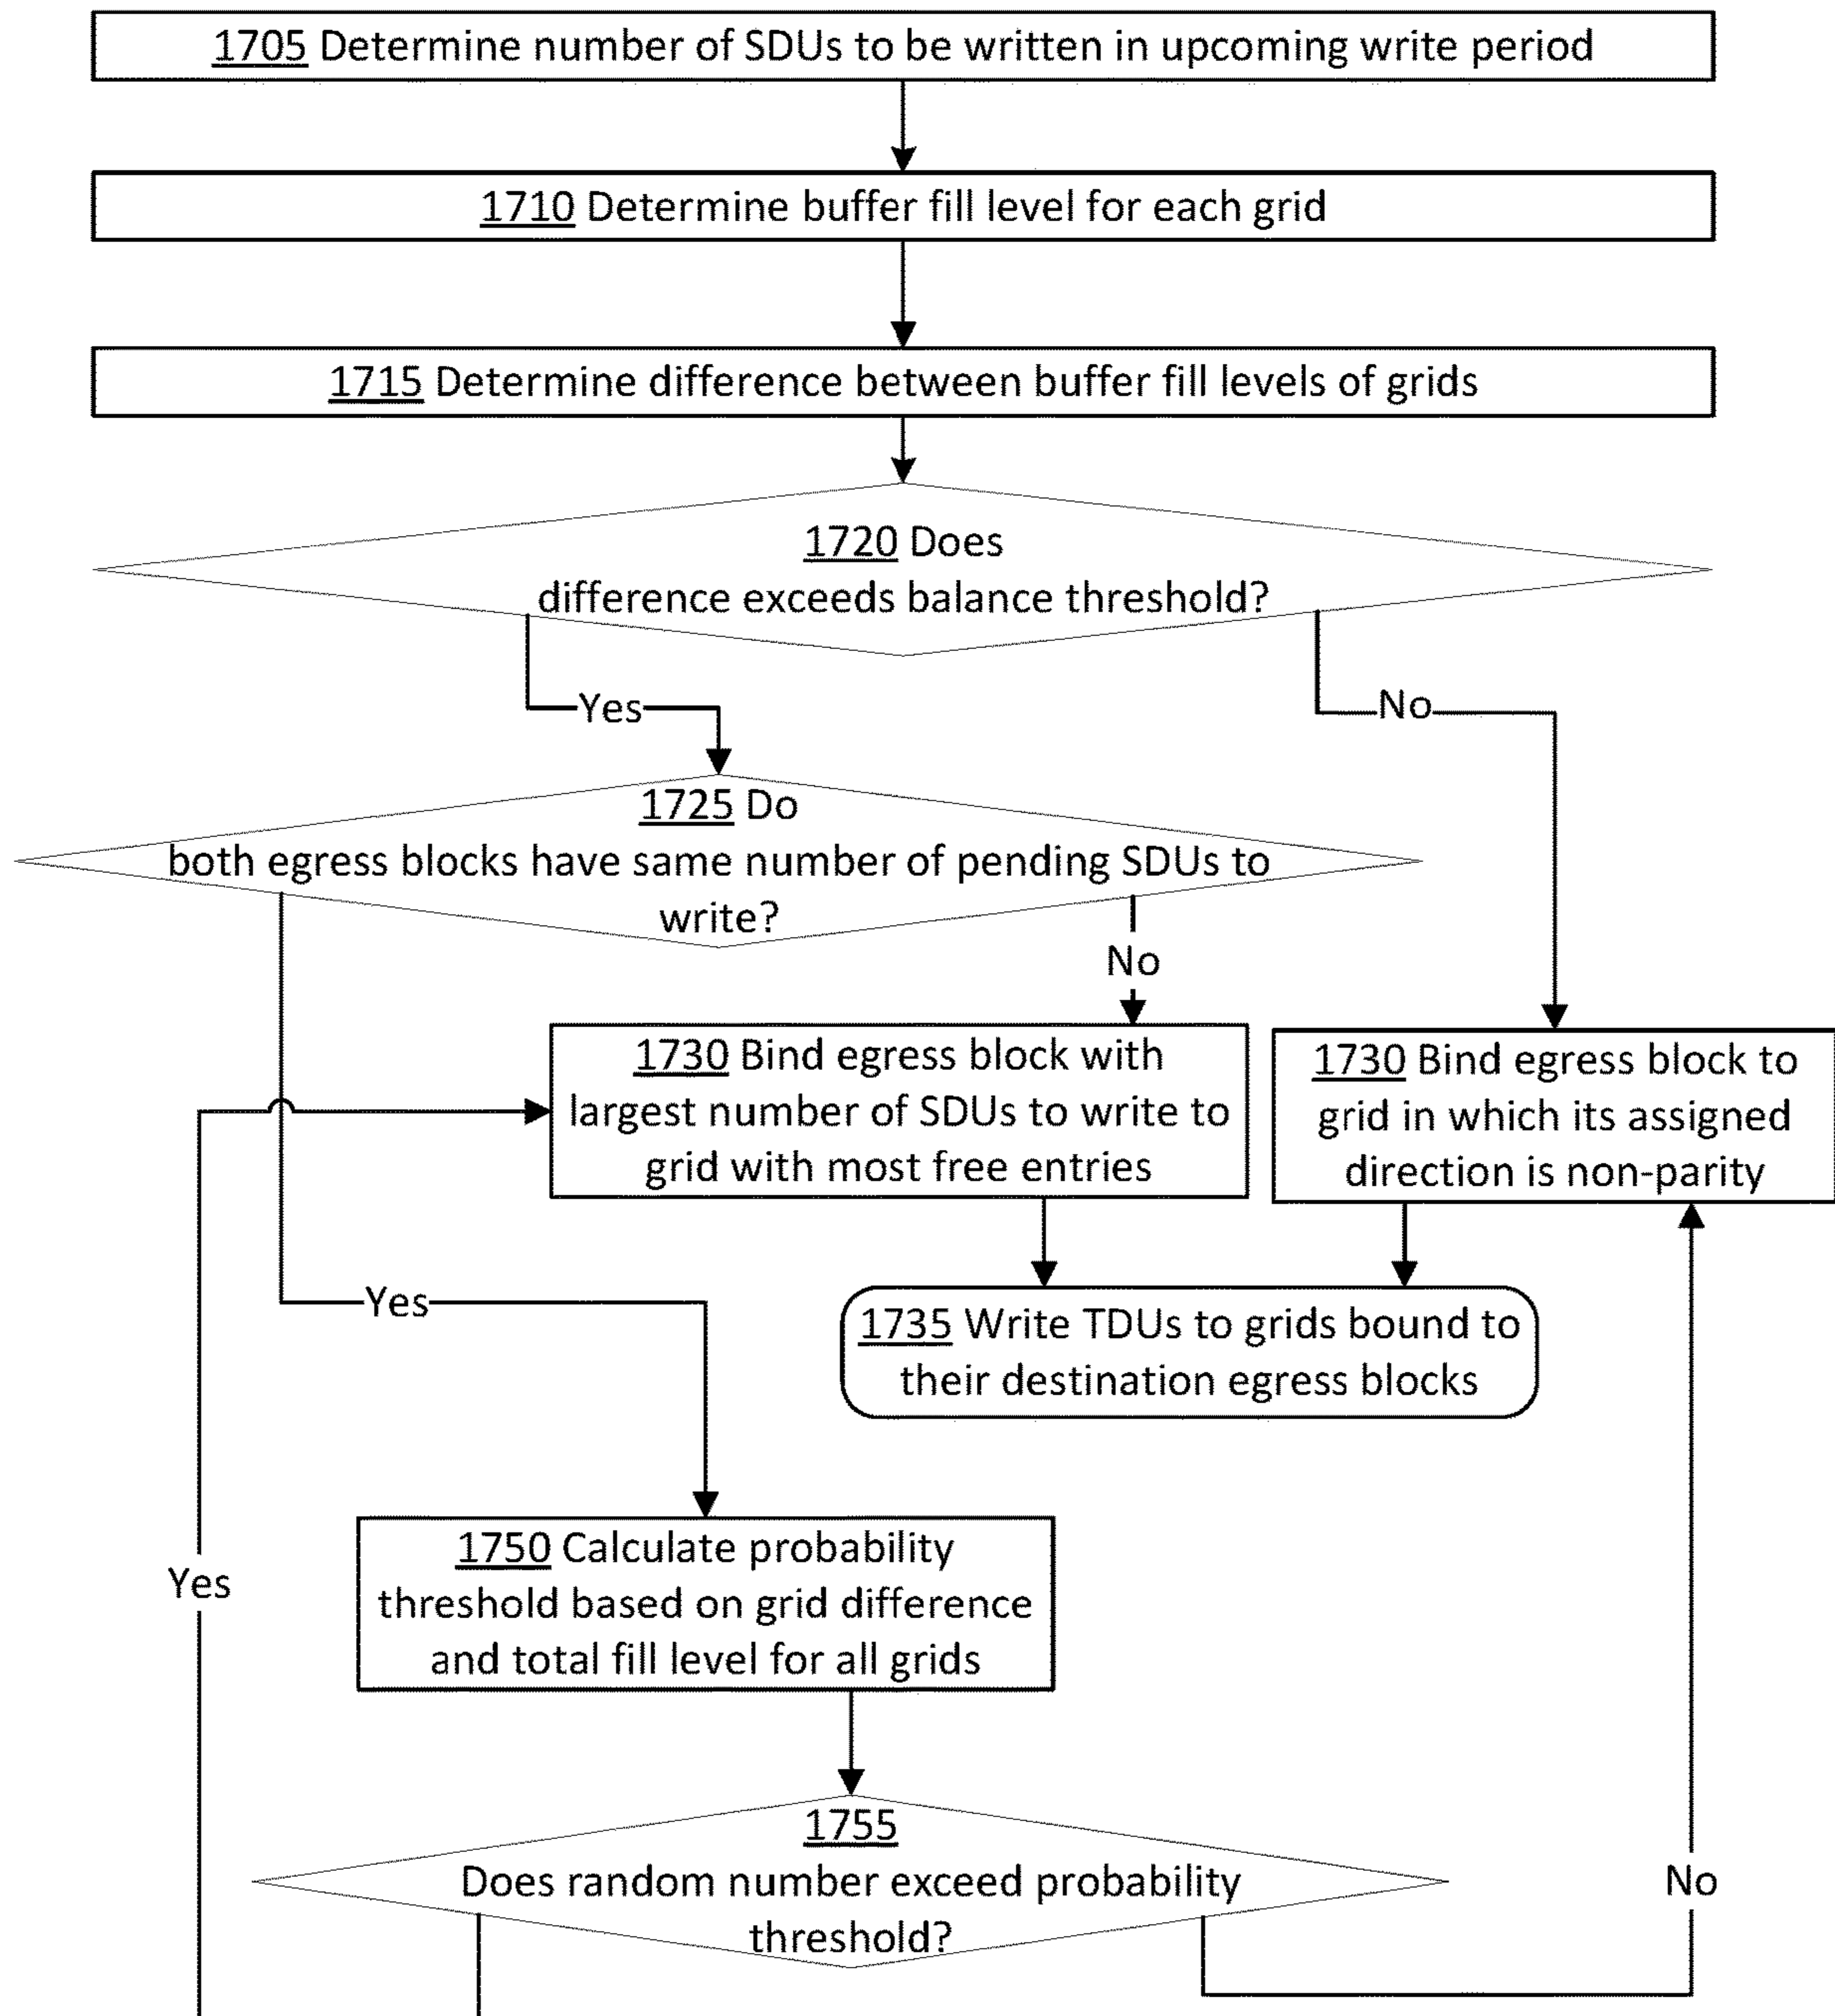 1705 Determine number of SDUs to be written in upcoming write period
1710 Determine buffer fill level for each grid
1715 Determine difference between buffer fill levels of grids
1720 Does
difference exceeds balance threshold?
Yes
No
1725 Do
both egress blocks have same number of pending SDUs to
write?
No
1730 Bind egress block with
largest number of SDUs to write to
grid with most free entries
1730 Bind egress block to
grid in which its assigned
direction is non-parity
Yes
1735 Write TDUs to grids bound to
their destination egress blocks
1750 Calculate probability
threshold based on grid difference
and total fill level for all grids
Yes
1755
Does random number exceed probability
threshold?
No